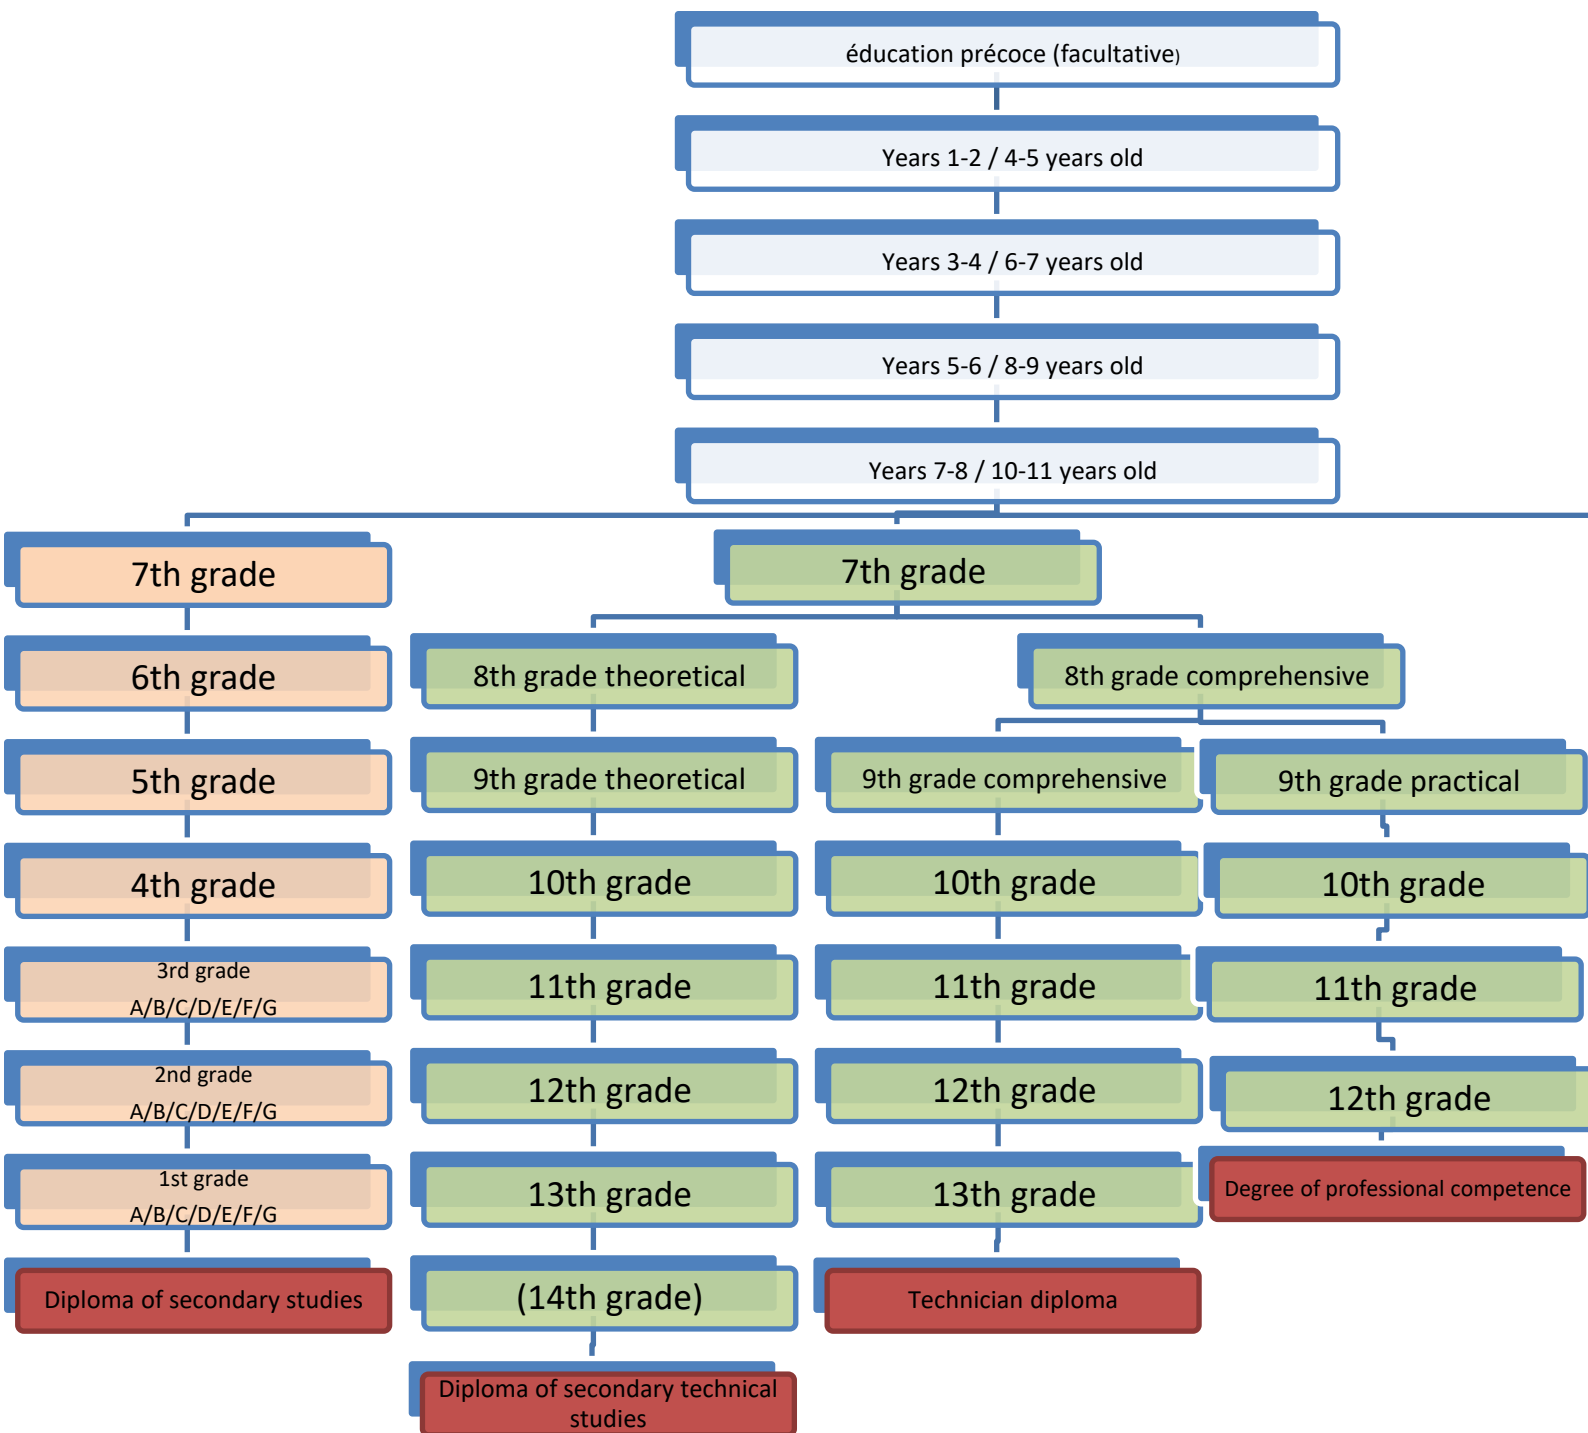 éducation précoce (facultative)
Years 1-2 / 4-5 years old
Years 3-4 / 6-7 years old
Years 5-6 / 8-9 years old
Years 7-8 / 10-11 years old
7th grade
7th grade
6th grade
8th grade theoretical
8th grade comprehensive
5th grade
9th grade theoretical
9th grade comprehensive
9th grade practical
4th grade
10th grade
10th grade
10th grade
3rd grade
A/B/C/D/E/F/G
11th grade
11th grade
11th grade
2nd grade
A/B/C/D/E/F/G
12th grade
12th grade
12th grade
1st grade
A/B/C/D/E/F/G
13th grade
13th grade
Degree of professional competence
Diploma of secondary studies
(14th grade)
Technician diploma
Diploma of secondary technical
studies